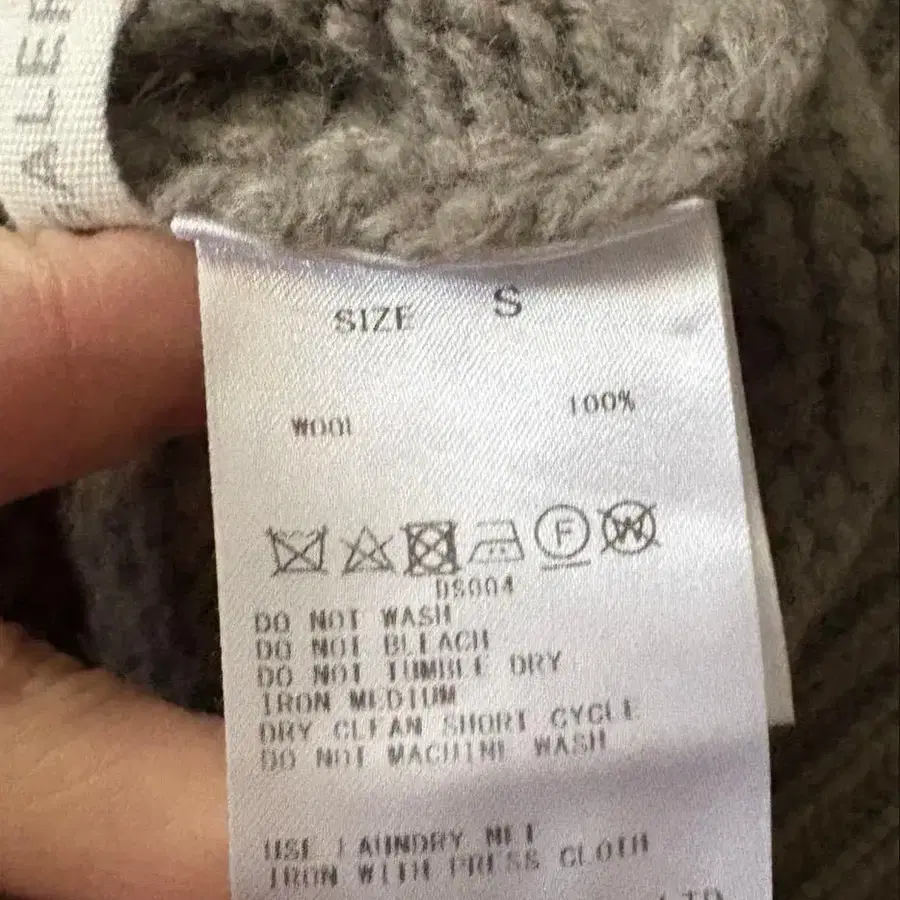 SIZE S
WOOL 100%
F W
DS004
DO NOT WASH
DO NOT BLEACH
DO NOT TUMBLE DRY
IRON MEDIUM
DRY CLEAN SHORT CYCLE
DO NOT MACHINE WASH
USE LAUNDRY NET
IRON WITH PRESS CLOTH
LTD